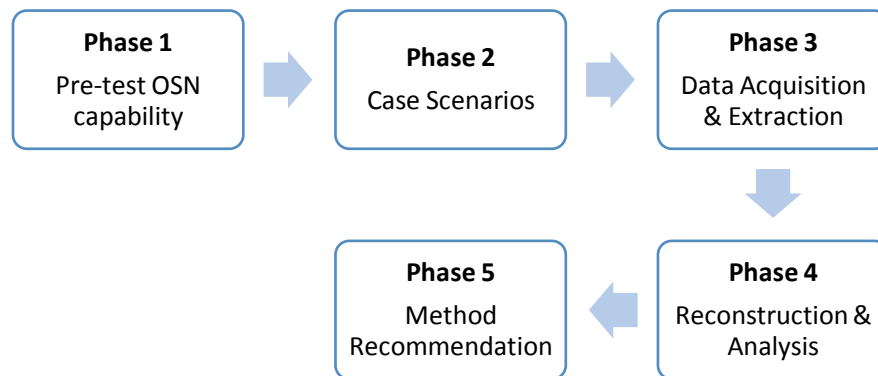 Phase 1
Pre-test OSN
capability
Phase 2
Case Scenarios
Phase 3
Data Acquisition
& Extraction
Phase 4
Reconstruction &
Analysis
Phase 5
Method
Recommendation